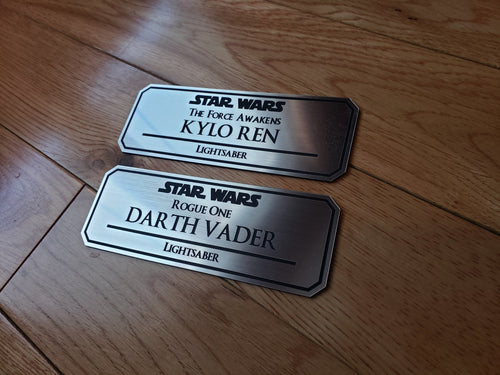 STAR WARS
The Force Awakens
KYLO REN
Lightsaber
STAR WARS
Rogue One
DARTH VADER
Lightsaber